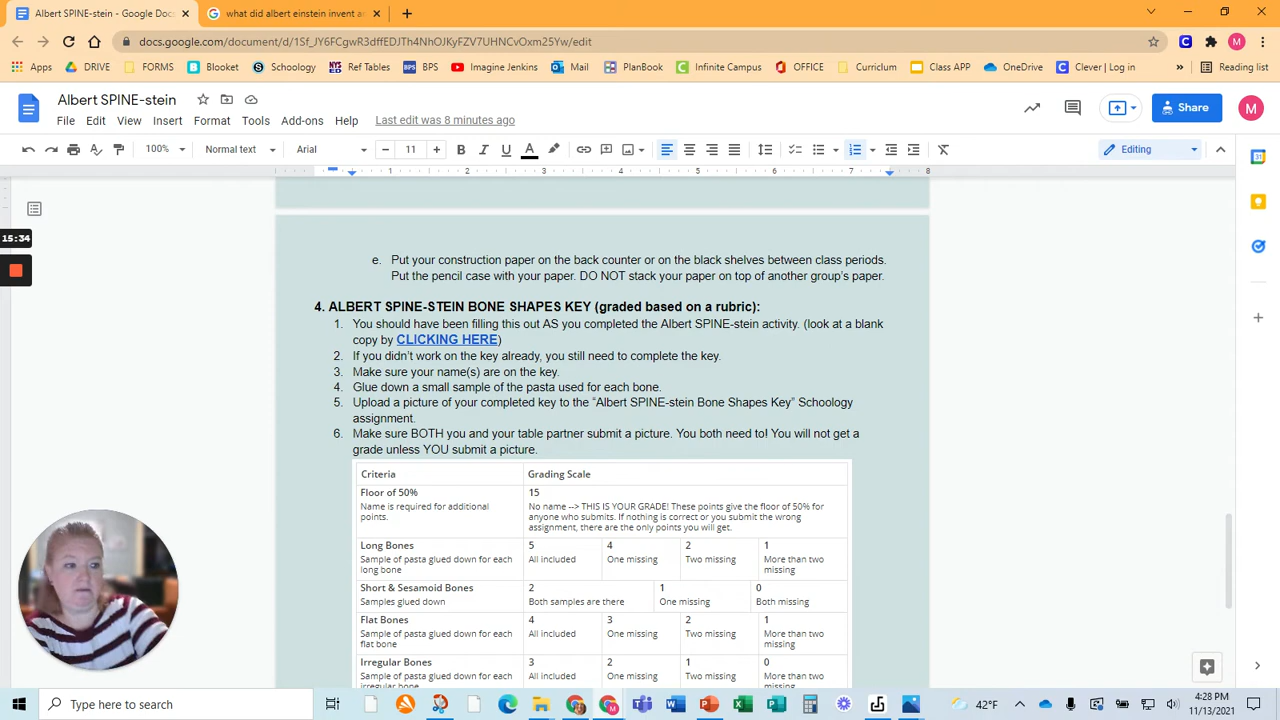 Albert SPINE-stein - Google Doc
what did albert einstein invent a
docs.google.com/document/d/1Sf_JY6FCgwR3dffEDJTh4NhOJKyFZV7UHNCvOxm25Yw/edit
Apps DRIVE FORMS Blooket Schoology Ref Tables BPS Imagine Jenkins Mail PlanBook Infinite Campus OFFICE Curriclum Class APP OneDrive Clever | Log in » Reading list
Albert SPINE-stein
File Edit View Insert Format Tools Add-ons Help Last edit was 8 minutes ago
Share
M
100% Normal text Arial 11 Editing
1 2 3 4 5 6 7 8
15:34
e. Put your construction paper on the back counter or on the black shelves between class periods.
Put the pencil case with your paper. DO NOT stack your paper on top of another group's paper.
4. ALBERT SPINE-STEIN BONE SHAPES KEY (graded based on a rubric):
1. You should have been filling this out AS you completed the Albert SPINE-stein activity. (look at a blank
copy by CLICKING HERE)
2. If you didn't work on the key already, you still need to complete the key.
3. Make sure your name(s) are on the key.
4. Glue down a small sample of the pasta used for each bone.
5. Upload a picture of your completed key to the “Albert SPINE-stein Bone Shapes Key” Schoology
assignment.
6. Make sure BOTH you and your table partner submit a picture. You both need to! You will not get a
grade unless YOU submit a picture.
Criteria Grading Scale
Floor of 50% 15
Name is required for additional No name --> THIS IS YOUR GRADE! These points give the floor of 50% for
points. anyone who submits. If nothing is correct or you submit the wrong
assignment, there are the only points you will get.
Long Bones 5 4 2 1
Sample of pasta glued down for each All included One missing Two missing More than two
long bone missing
Short & Sesamoid Bones 2 1 0
Samples glued down Both samples are there One missing Both missing
Flat Bones 4 3 2 1
Sample of pasta glued down for each All included One missing Two missing More than two
flat bone missing
Irregular Bones 3 2 1 0
Sample of pasta glued down for each All included One missing Two missing More than two
irregular bone missing
Type here to search
42°F
4:28 PM
11/13/2021